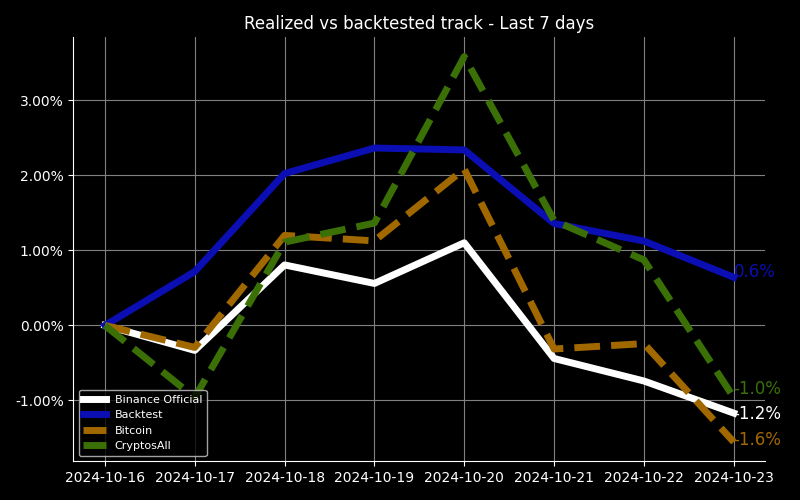 Realized vs backtested track - Last 7 days
3.00%
2.00%
1.00%
0.00%
-1.00%
0.6%
-1.0%
-1.2%
-1.6%
Binance Official
Backtest
Bitcoin
CryptosAll
2024-10-16 2024-10-17 2024-10-18 2024-10-19 2024-10-20 2024-10-21 2024-10-22 2024-10-23